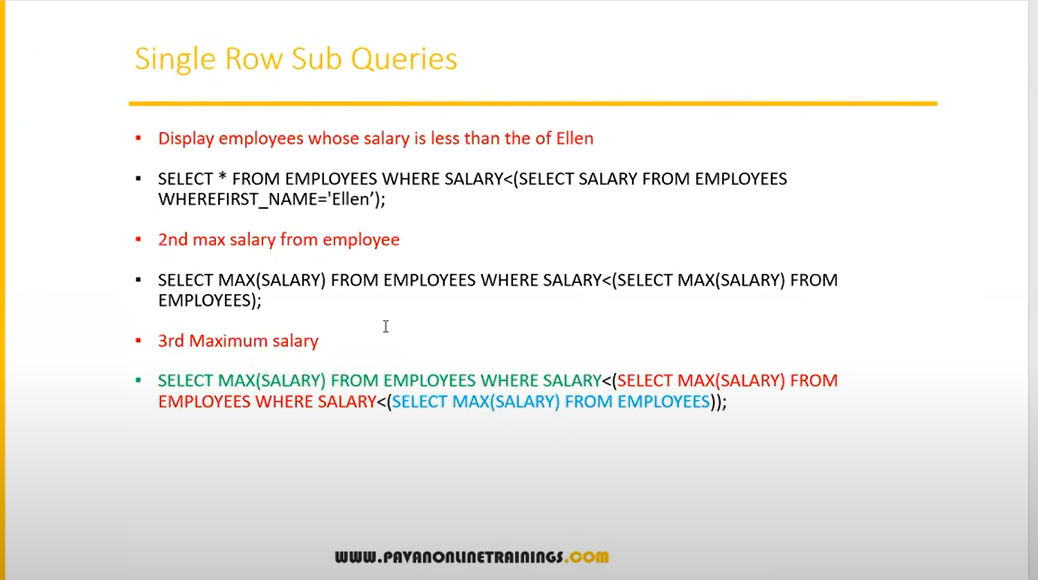 Single Row Sub Queries
▪ Display employees whose salary is less than the of Ellen
▪ SELECT * FROM EMPLOYEES WHERE SALARY<(SELECT SALARY FROM EMPLOYEES
WHEREFIRST_NAME='Ellen’);
▪ 2nd max salary from employee
▪ SELECT MAX(SALARY) FROM EMPLOYEES WHERE SALARY<(SELECT MAX(SALARY) FROM
EMPLOYEES);
▪ 3rd Maximum salary
▪ SELECT MAX(SALARY) FROM EMPLOYEES WHERE SALARY<(SELECT MAX(SALARY) FROM
EMPLOYEES WHERE SALARY<(SELECT MAX(SALARY) FROM EMPLOYEES));
WWW.PAVANONLINETRAININGS.COM